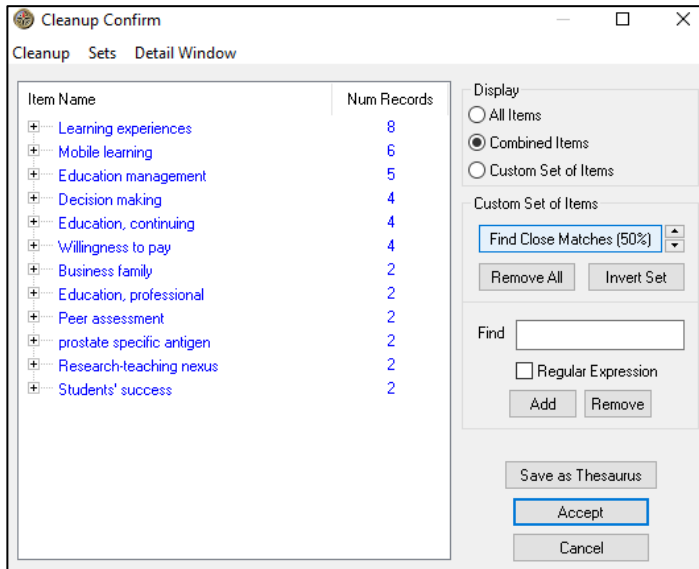 Cleanup Confirm
Cleanup Sets Detail Window
Item Name Num Records
Learning experiences 8
Mobile learning 6
Education management 5
Decision making 4
Education, continuing 4
Willingness to pay 4
Business family 2
Education, professional 2
Peer assessment 2
prostate specific antigen 2
Research-teaching nexus 2
Students' success 2
Display
All Items
Combined Items
Custom Set of Items
Custom Set of Items
Find Close Matches (50%)
Remove All Invert Set
Find
Regular Expression
Add Remove
Save as Thesaurus
Accept
Cancel